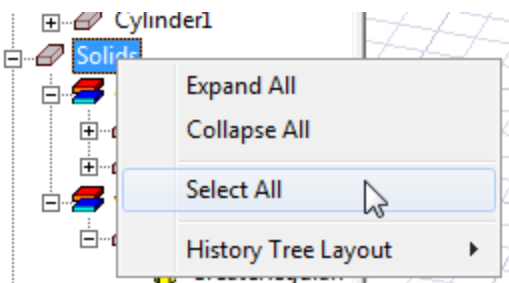 Cylinder1
Solids
Expand All
Collapse All
Select All
History Tree Layout